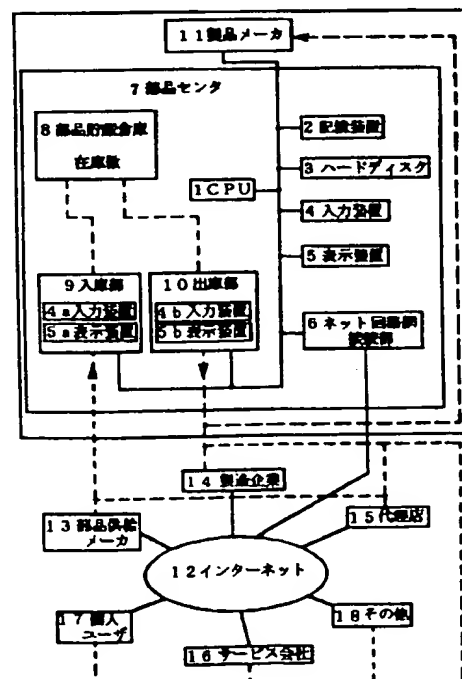 11製品メーカ
7部品センタ
8部品貯蔵倉庫
在庫数
2記憶装置
3ハードディスク
1CPU
4入力装置
5表示装置
9入庫部
4a入力装置
5a表示装置
10出庫部
4b入力装置
5b表示装置
6ネット回路網
接続部
14製造企業
13部品供給
メーカ
15代理店
12インターネット
17個人
ユーザ
18その他
16サービス会社